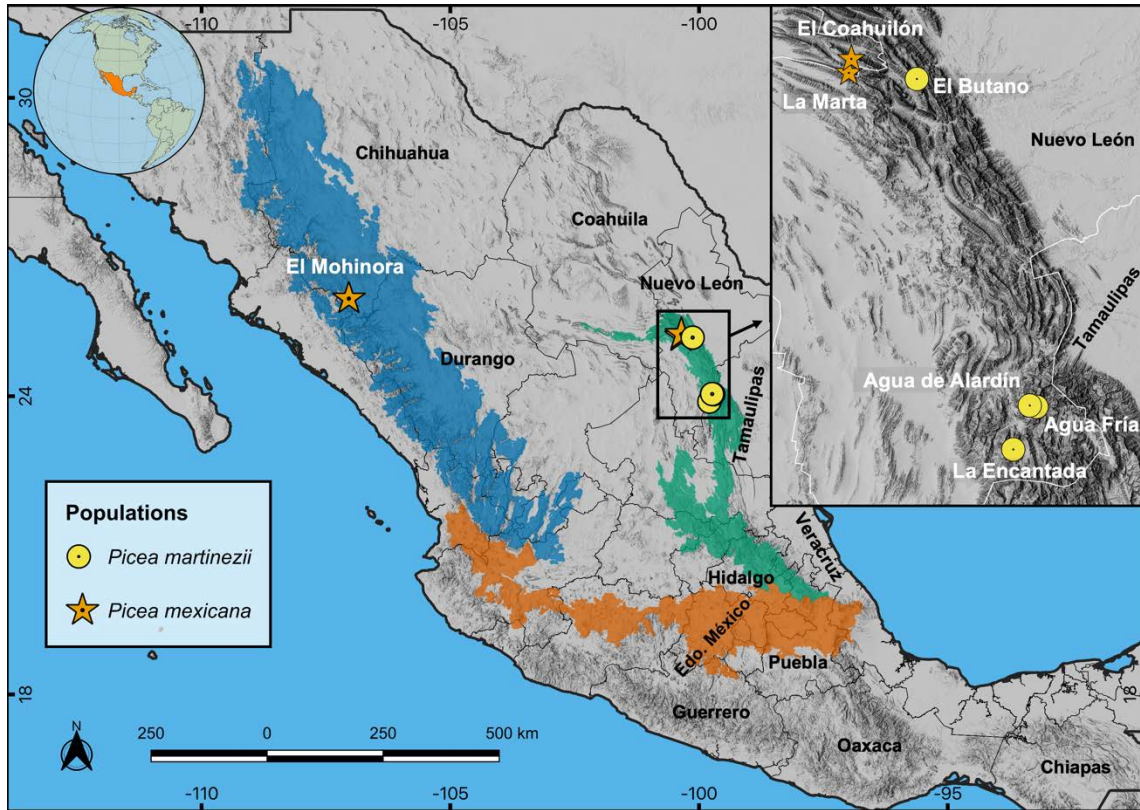 -110
-105
-100
30
24
18
Chihuahua
Coahuila
El Mohinora
Nuevo León
Durango
Tamaulipas
Veracruz
Hidalgo
Edo. México
Puebla
Guerrero
Oaxaca
Chiapas
18
El Coahuilón
La Marta
El Butano
Nuevo León
Tamaulipas
Agua de Alardín
Agua Fría
La Encantada
Populations
Picea martinezii
Picea mexicana
N
250 0 250 500 km
-110
-105
-100
-95